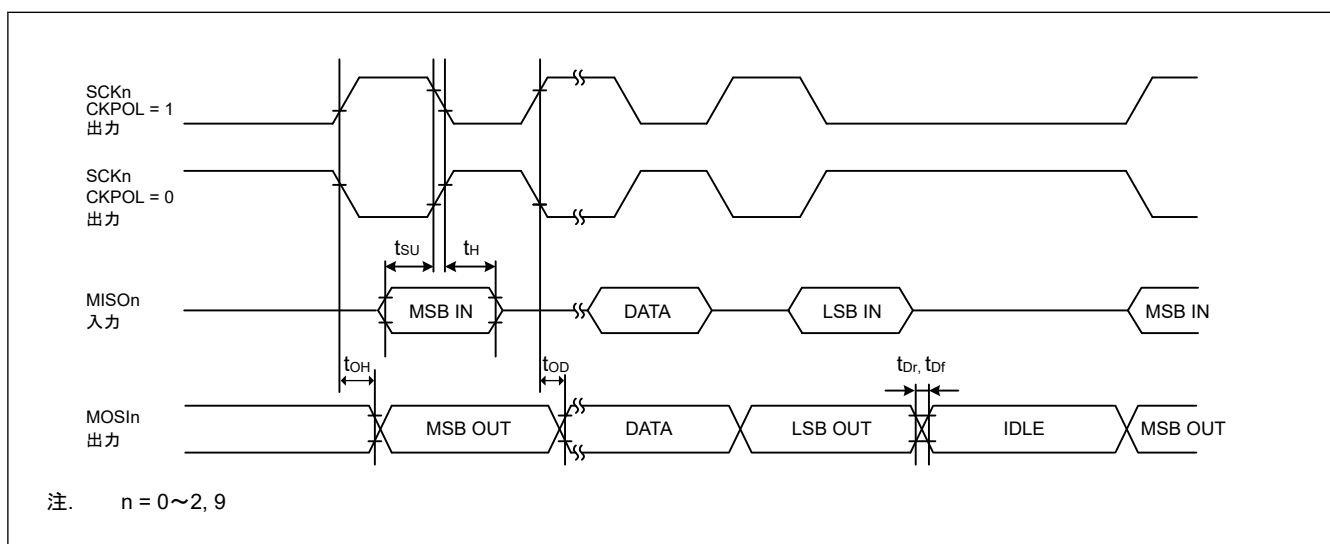 SCKn
CKPOL = 1
出力
SCKn
CKPOL = 0
出力
tSU
tH
MISOn
入力
MSB IN
DATA
LSB IN
MSB IN
tOH
tOD
tDr, tDf
MOSIn
出力
MSB OUT
DATA
LSB OUT
IDLE
MSB OUT
注. n = 0～2, 9